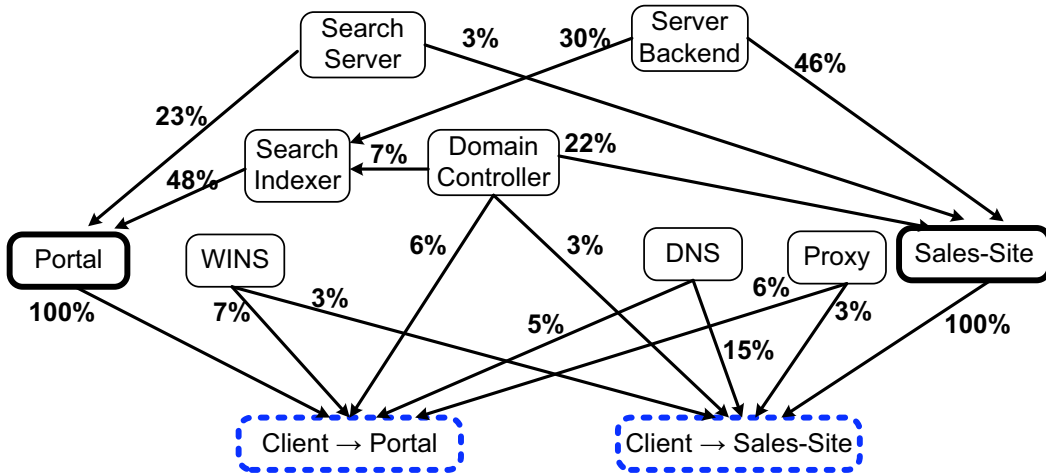 Search
Server
3%
30%
Server
Backend
46%
23%
Search
Indexer
7%
Domain
Controller
22%
48%
Portal
WINS
6%
3%
DNS
Proxy
Sales-Site
100%
7%
3%
5%
15%
6%
3%
100%
Client → Portal
Client → Sales-Site